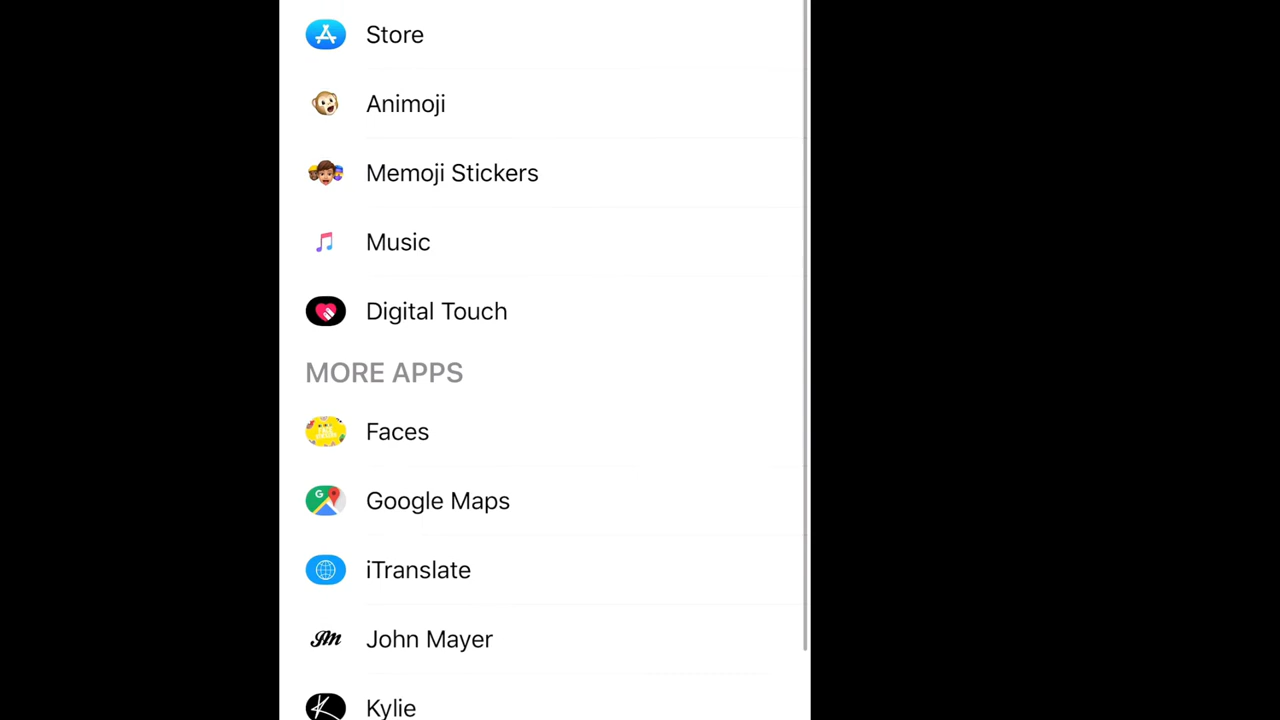 Store
Animoji
Memoji Stickers
Music
Digital Touch
MORE APPS
Faces
Google Maps
iTranslate
John Mayer
Kylie